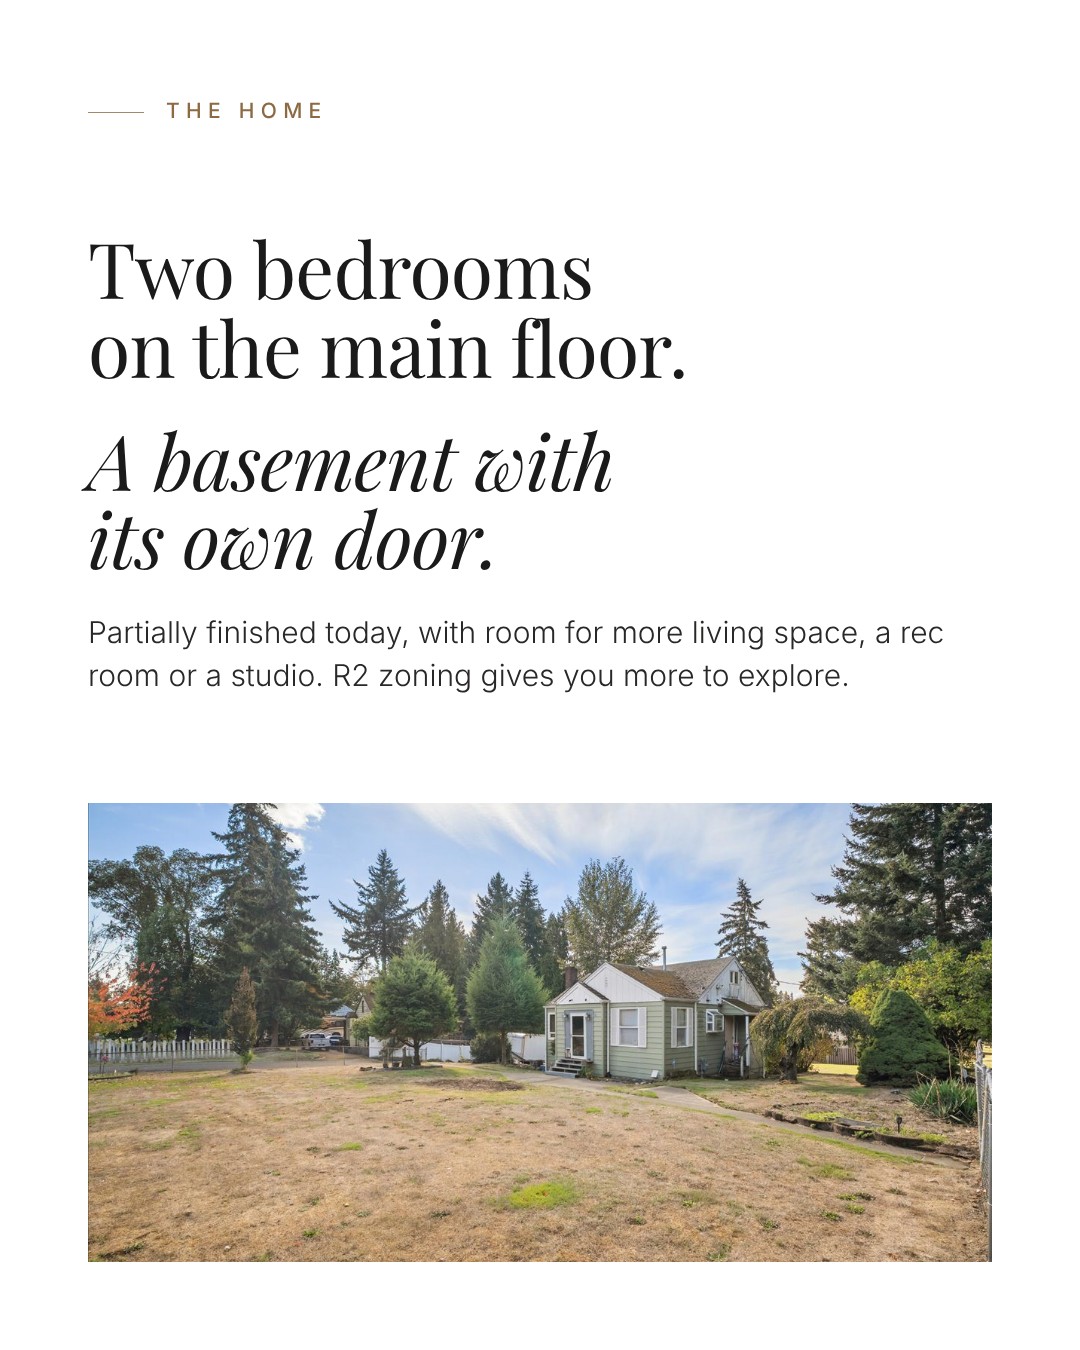 THE HOME
Two bedrooms
on the main floor.
A basement with
its own door.
Partially finished today, with room for more living space, a rec
room or a studio. R2 zoning gives you more to explore.